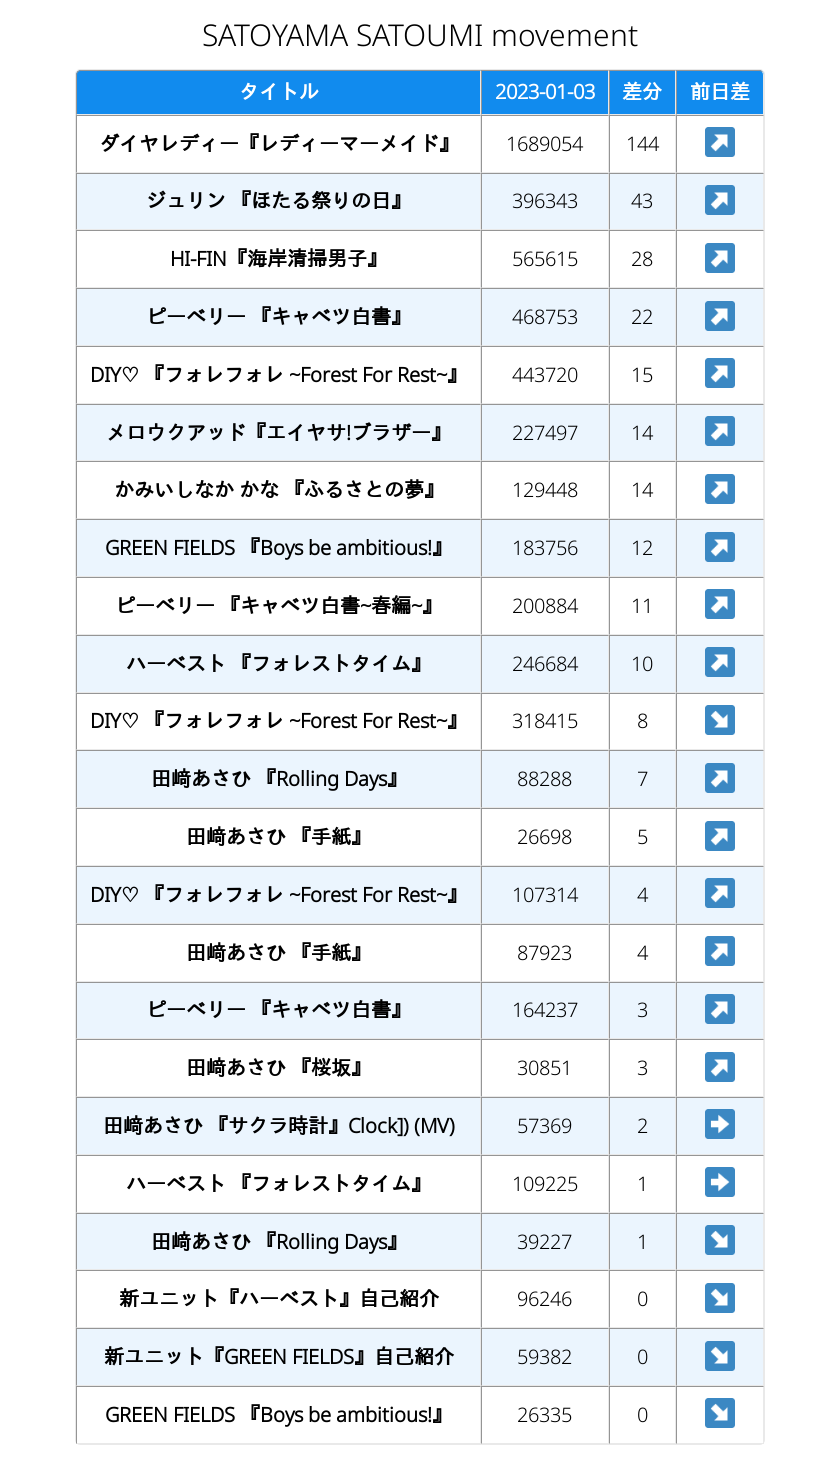 SATOYAMA SATOUMI movement
タイトル 2023-01-03 差分 前日差
ダイヤレディー『レディーマーメイド』 1689054 144 ↗
ジュリン 『ほたる祭りの日』 396343 43 ↗
HI-FIN『海岸清掃男子』 565615 28 ↗
ピーベリー 『キャベツ白書』 468753 22 ↗
DIY♡ 『フォレフォレ ~Forest For Rest~』 443720 15 ↗
メロウクアッド『エイヤサ!ブラザー』 227497 14 ↗
かみいしなか かな 『ふるさとの夢』 129448 14 ↗
GREEN FIELDS 『Boys be ambitious!』 183756 12 ↗
ピーベリー 『キャベツ白書~春編~』 200884 11 ↗
ハーベスト 『フォレストタイム』 246684 10 ↗
DIY♡ 『フォレフォレ ~Forest For Rest~』 318415 8 ↘
田﨑あさひ 『Rolling Days』 88288 7 ↗
田﨑あさひ 『手紙』 26698 5 ↗
DIY♡ 『フォレフォレ ~Forest For Rest~』 107314 4 ↗
田﨑あさひ 『手紙』 87923 4 ↗
ピーベリー 『キャベツ白書』 164237 3 ↗
田﨑あさひ 『桜坂』 30851 3 ↗
田﨑あさひ 『サクラ時計』Clock]) (MV) 57369 2 ➡
ハーベスト 『フォレストタイム』 109225 1 ➡
田﨑あさひ 『Rolling Days』 39227 1 ↘
新ユニット『ハーベスト』自己紹介 96246 0 ↘
新ユニット『GREEN FIELDS』自己紹介 59382 0 ↘
GREEN FIELDS 『Boys be ambitious!』 26335 0 ↘